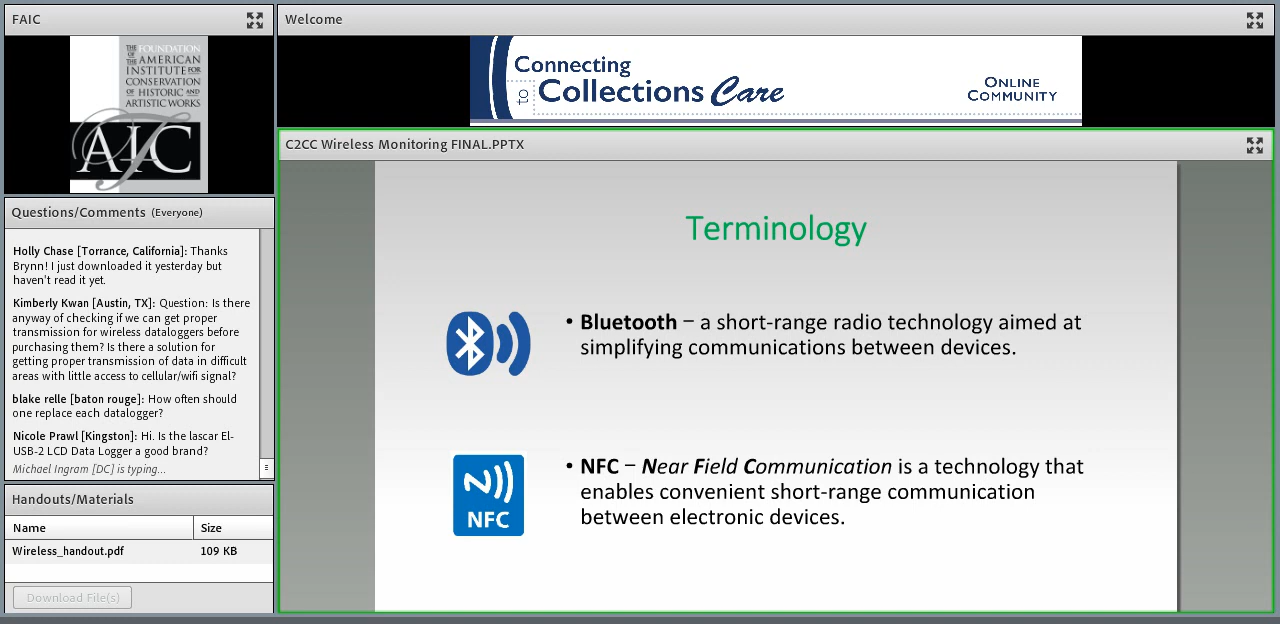 FAIC
THE FOUNDATION
OF THE AMERICAN
INSTITUTE FOR
CONSERVATION
OF HISTORIC AND
ARTISTIC WORKS
AIC
Welcome
Connecting
to Collections Care
ONLINE
COMMUNITY
Questions/Comments (Everyone)
Holly Chase [Torrance, California]: Thanks
Brynn! I just downloaded it yesterday but
haven't read it yet.
Kimberly Kwan [Austin, TX]: Question: Is there
anyway of checking if we can get proper
transmission for wireless dataloggers before
purchasing them? Is there a solution for
getting proper transmission of data in difficult
areas with little access to cellular/wifi signal?
blake relle [baton rouge]: How often should
one replace each datalogger?
Nicole Prawl [Kingston]: Hi. Is the lascar El-
USB-2 LCD Data Logger a good brand?
Michael Ingram [DC] is typing...
Handouts/Materials
Name Size
Wireless_handout.pdf 109 KB
Download File(s)
C2CC Wireless Monitoring FINAL.PPTX
Terminology
• Bluetooth – a short-range radio technology aimed at
simplifying communications between devices.
NFC
• NFC – Near Field Communication is a technology that
enables convenient short-range communication
between electronic devices.